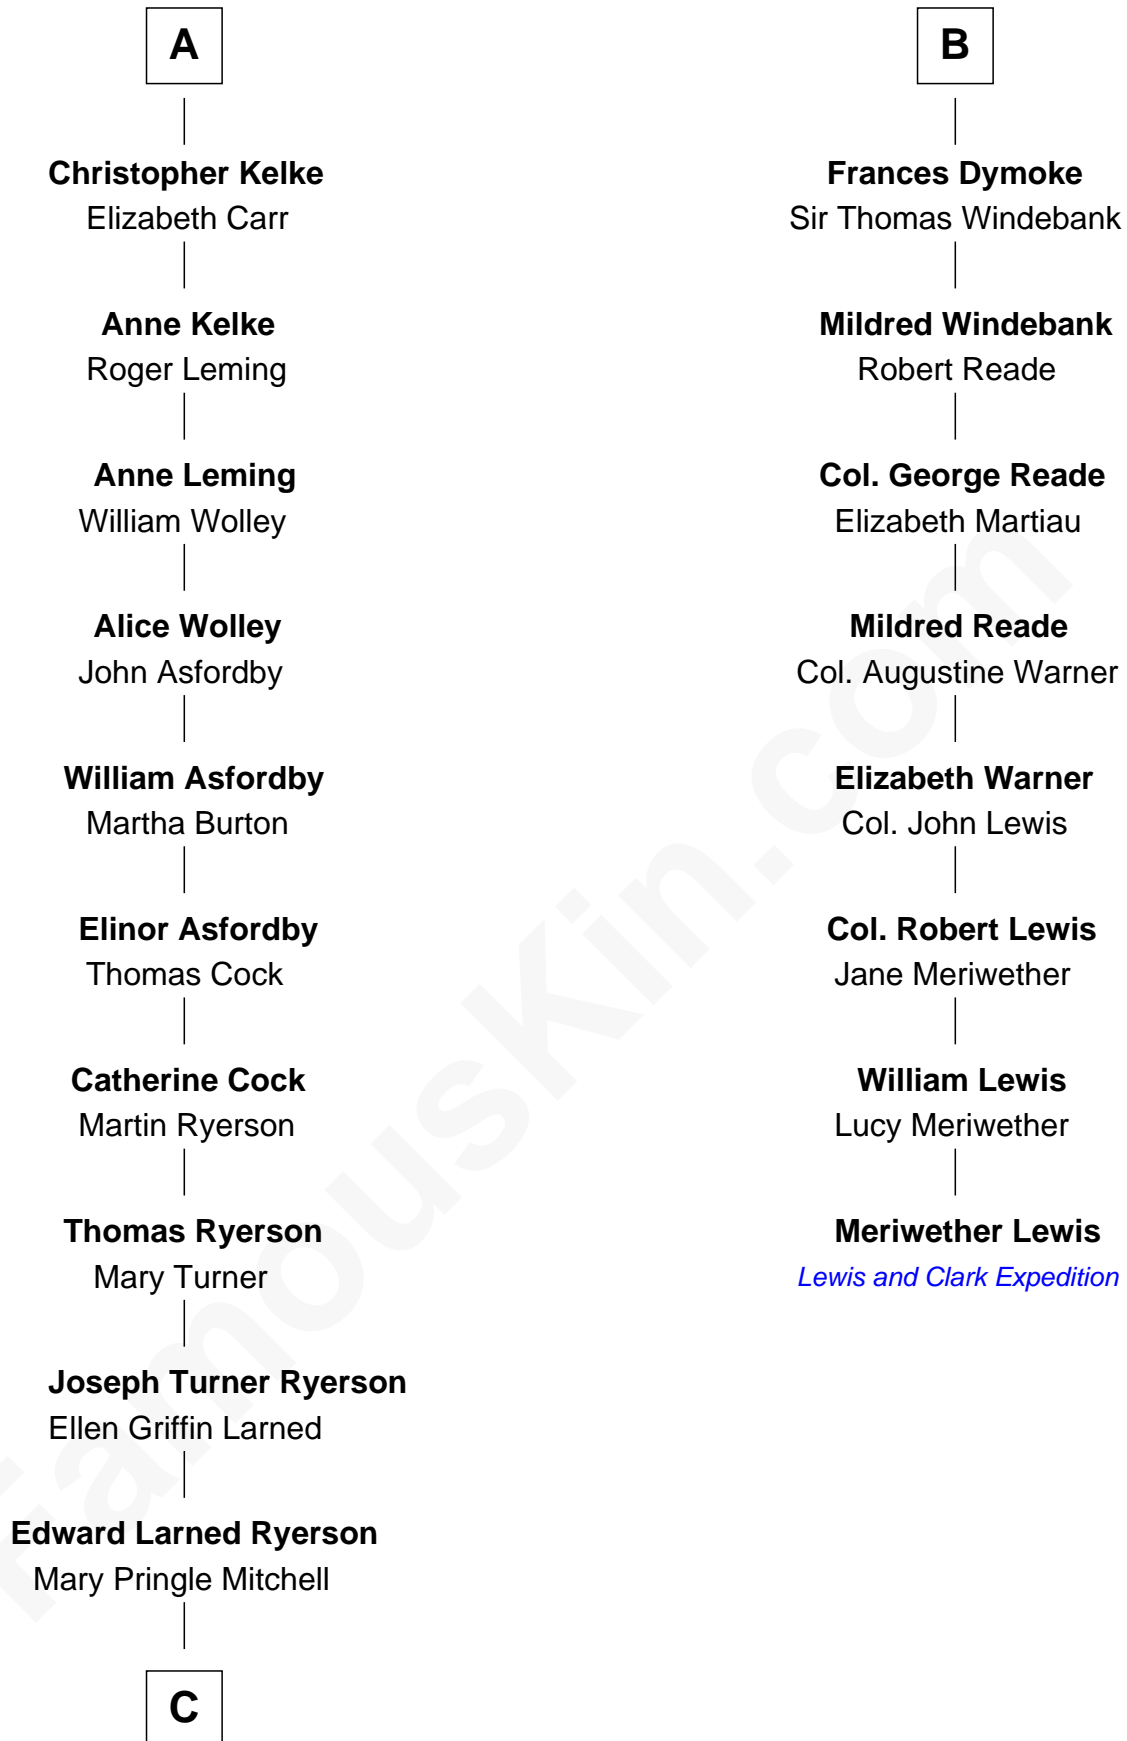 A
Christopher Kelke
Elizabeth Carr
Anne Kelke
Roger Leming
Anne Leming
William Wolley
Alice Wolley
John Asfordby
William Asfordby
Martha Burton
Elinor Asfordby
Thomas Cock
Catherine Cock
Martin Ryerson
Thomas Ryerson
Mary Turner
Joseph Turner Ryerson
Ellen Griffin Larned
Edward Larned Ryerson
Mary Pringle Mitchell
C
B
Frances Dymoke
Sir Thomas Windebank
Mildred Windebank
Robert Reade
Col. George Reade
Elizabeth Martiau
Mildred Reade
Col. Augustine Warner
Elizabeth Warner
Col. John Lewis
Col. Robert Lewis
Jane Meriwether
William Lewis
Lucy Meriwether
Meriwether Lewis
Lewis and Clark Expedition
FamousKin.com